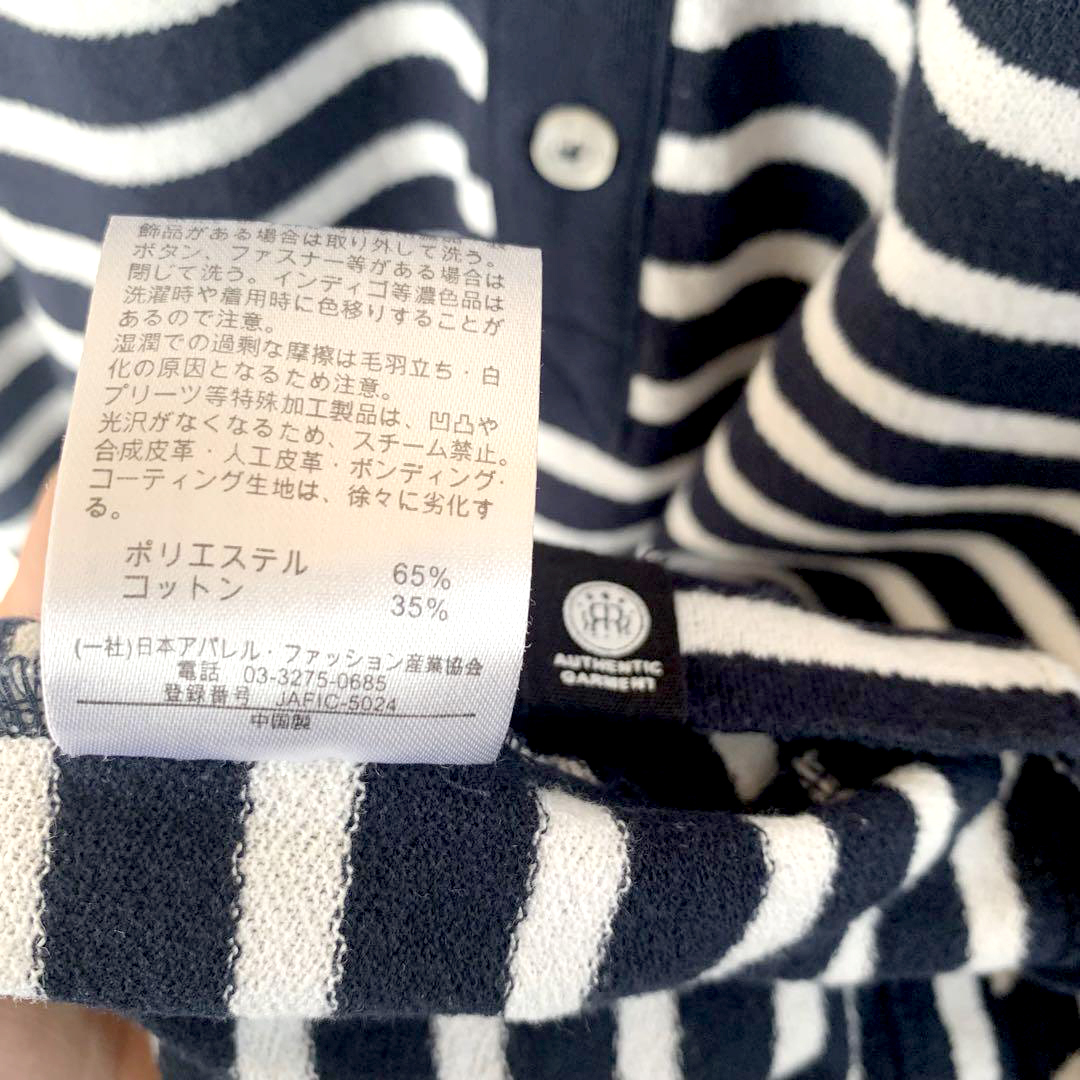 飾品がある場合は取り外して洗う。
ボタン、ファスナー等がある場合は
閉じて洗う。インディゴ等濃色品は
洗濯時や着用時に色移りすることが
あるので注意。
湿潤での過剰な摩擦は毛羽立ち・白
化の原因となるため注意。
プリーツ等特殊加工製品は、凹凸や
光沢がなくなるため、スチーム禁止。
合成皮革・人工皮革・ボンディング・
コーティング生地は、徐々に劣化す
る。
ポリエステル 65%
コットン 35%
(一社)日本アパレル・ファッション産業協会
電話 03-3275-0685
登録番号 JAFIC-5024
中国製
RR
AUTHENTIC
GARMENT